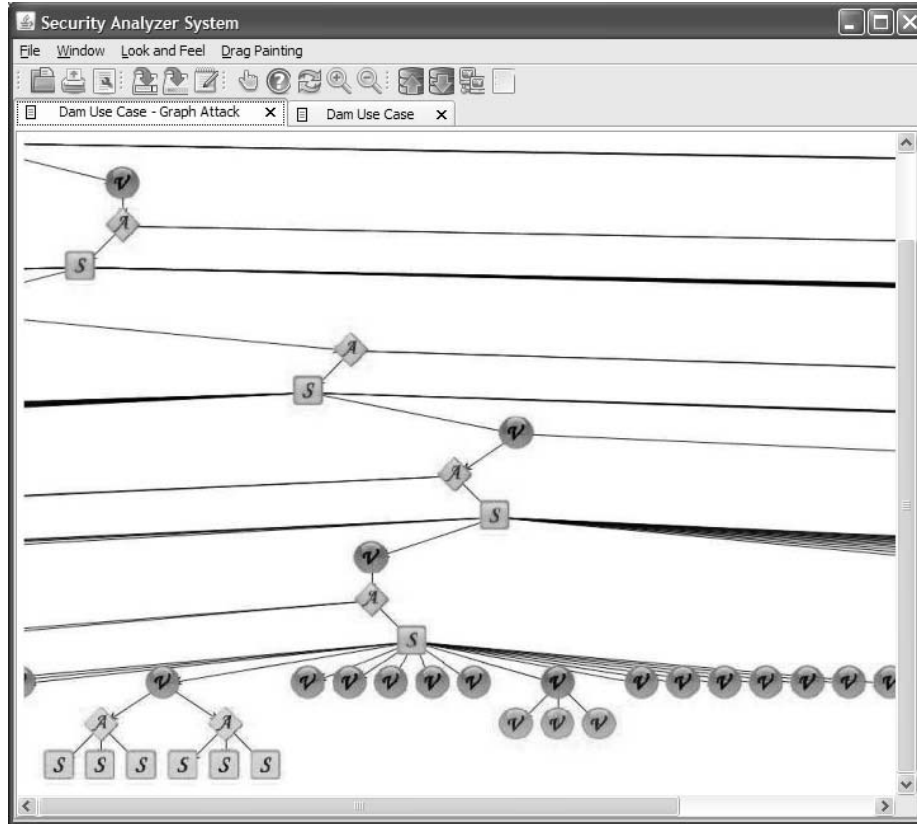 Security Analyzer System
File Window Look and Feel Drag Painting
Dam Use Case - Graph Attack X Dam Use Case X
V
A
S
A
S
V
A
S
V
A
S
V V V V V V V V V V V V V V
A A V V V
S S S S S S